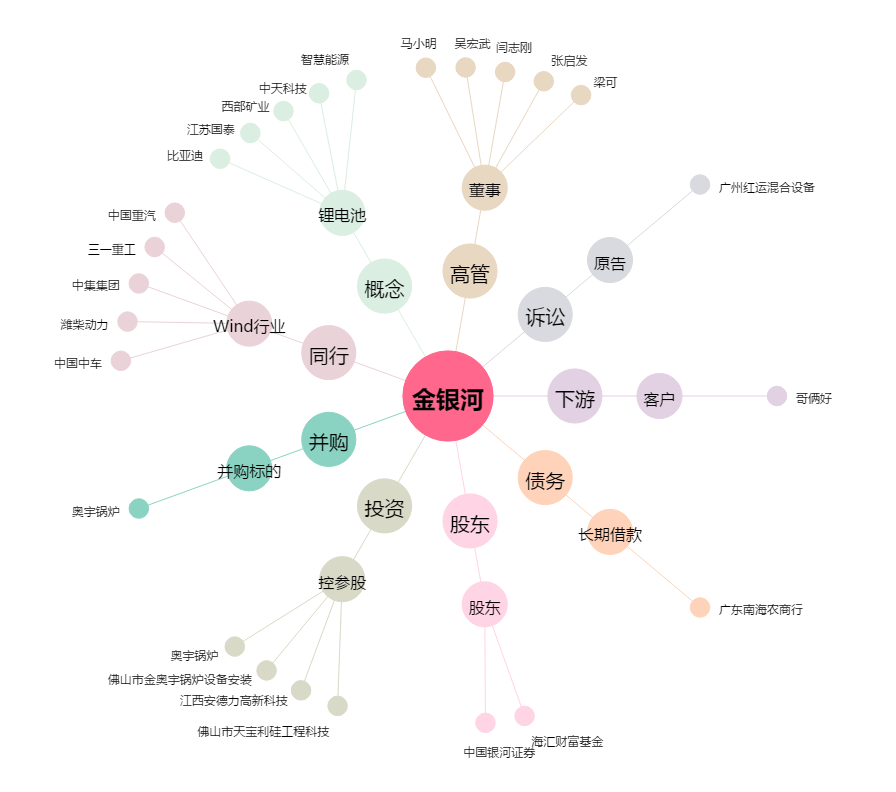 马小明
吴宏武
闫志刚
张启发
梁可
智慧能源
中天科技
西部矿业
江苏国泰
比亚迪
董事
广州红运混合设备
锂电池
中国重汽
三一重工
中集集团
潍柴动力
中国中车
Wind行业
概念
高管
原告
诉讼
同行
金银河
下游
客户
哥俩好
并购
并购标的
奥宇锅炉
投资
债务
股东
长期借款
控参股
股东
广东南海农商行
奥宇锅炉
佛山市金奥宇锅炉设备安装
江西安德力高新科技
佛山市天宝利硅工程科技
海汇财富基金
中国银河证券